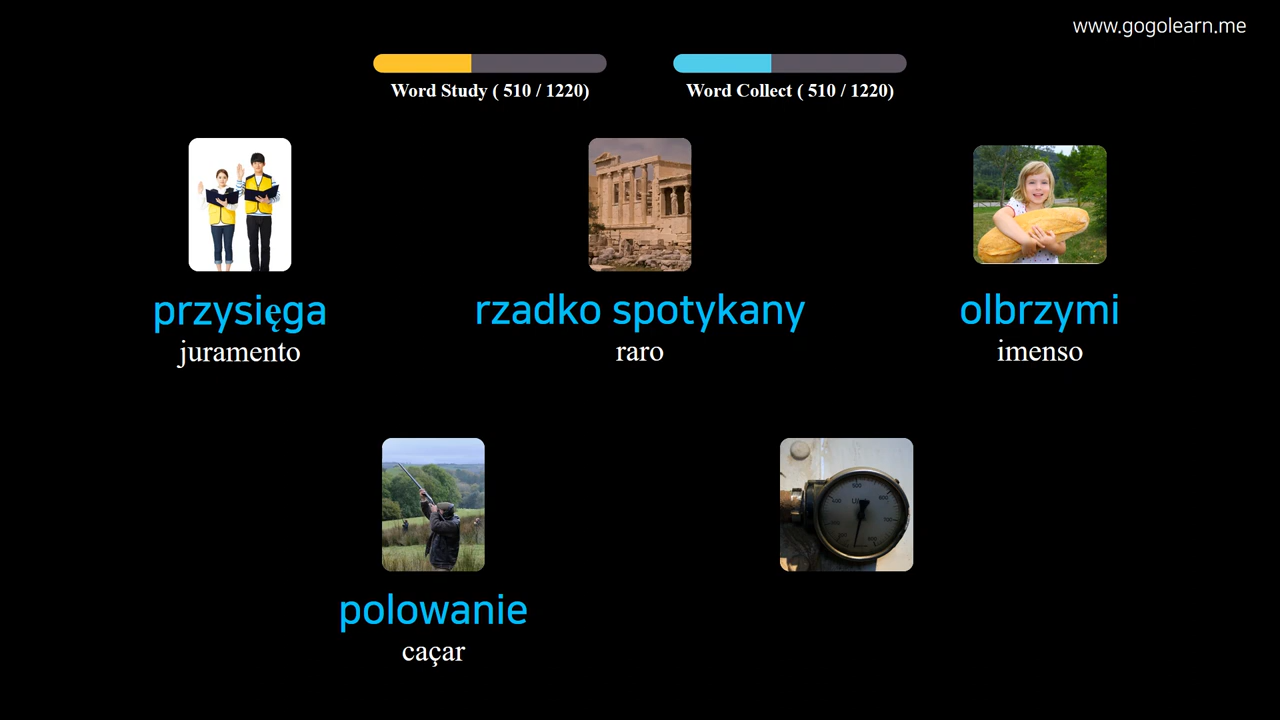 www.gogolearn.me
Word Study ( 510 / 1220)
Word Collect ( 510 / 1220)
przysięga
juramento
rzadko spotykany
raro
olbrzymi
imenso
polowanie
caçar